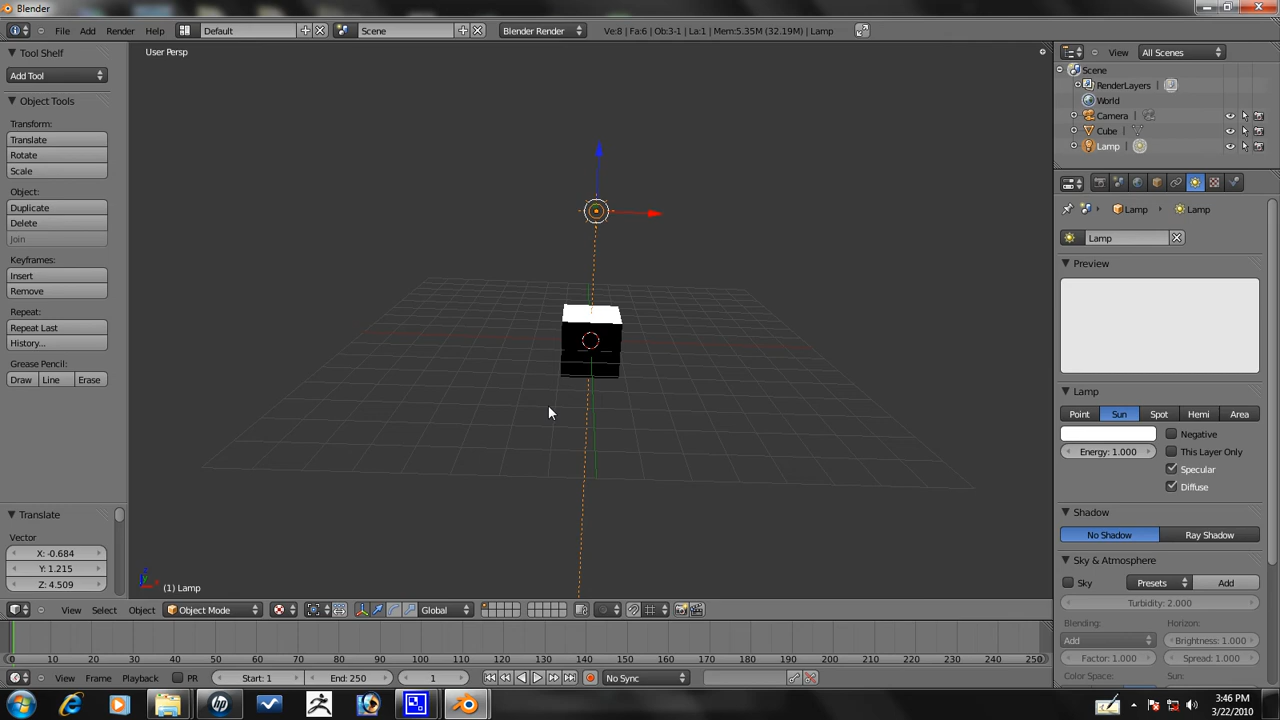 Blender
File Add Render Help Default Scene Blender Render Ve:8 | Fa:6 | Ob:3-1 | La:1 | Mem:5.35M (32.19M) | Lamp
Tool Shelf
Add Tool
Object Tools
Transform:
Translate
Rotate
Scale
Object:
Duplicate
Delete
Join
Keyframes:
Insert
Remove
Repeat:
Repeat Last
History...
Grease Pencil:
Draw Line Erase
Translate
Vector
X: -0.684
Y: 1.215
Z: 4.509
User Persp
(1) Lamp
View Select Object Object Mode Global
0 10 20 30 40 50 60 70 80 90 100 110 120 130 140 150 160 170 180 190 200 210 220 230 240 250
View Frame Playback PR Start: 1 End: 250 1 No Sync
View All Scenes
Scene
RenderLayers
World
Camera
Cube
Lamp
Lamp Lamp
Lamp
Preview
Lamp
Point Sun Spot Hemi Area
Negative
Energy: 1.000 This Layer Only
Specular
Diffuse
Shadow
No Shadow Ray Shadow
Sky & Atmosphere
Sky Presets Add
Turbidity: 2.000
Blending: Horizon:
Add Brightness: 1.000
Factor: 1.000 Spread: 1.000
Color Space: Sun:
3:46 PM
3/22/2010